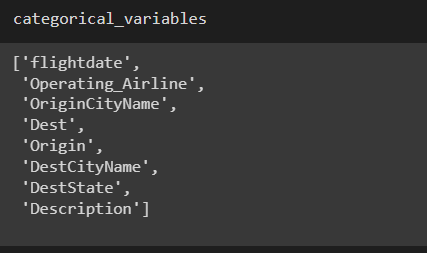 categorical_variables
['flightdate',
'Operating_Airline',
'OriginCityName',
'Dest',
'Origin',
'DestCityName',
'DestState',
'Description']